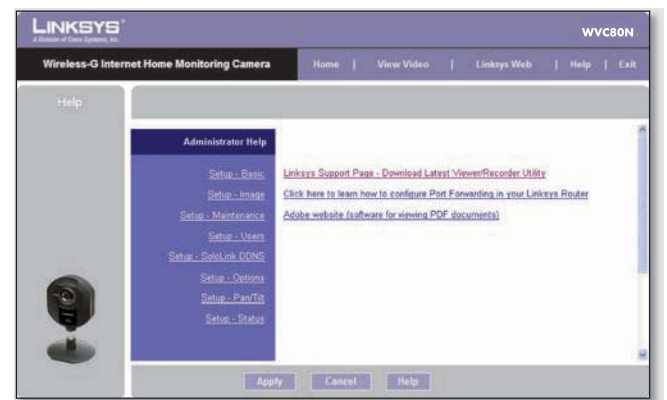 LINKSYS®
A Division of Cisco Systems, Inc.
WVC80N
Wireless-G Internet Home Monitoring Camera
Home | View Video | Linksys Web | Help | Exit
Help
Administrator Help
Setup - Basic
Setup - Image
Setup - Maintenance
Setup - Users
Setup - SoloLink DDNS
Setup - Options
Setup - Pan/Tilt
Setup - Status
Linksys Support Page - Download Latest Viewer/Recorder Utility
Click here to learn how to configure Port Forwarding in your Linksys Router
Adobe website (software for viewing PDF documents)
Apply Cancel Help